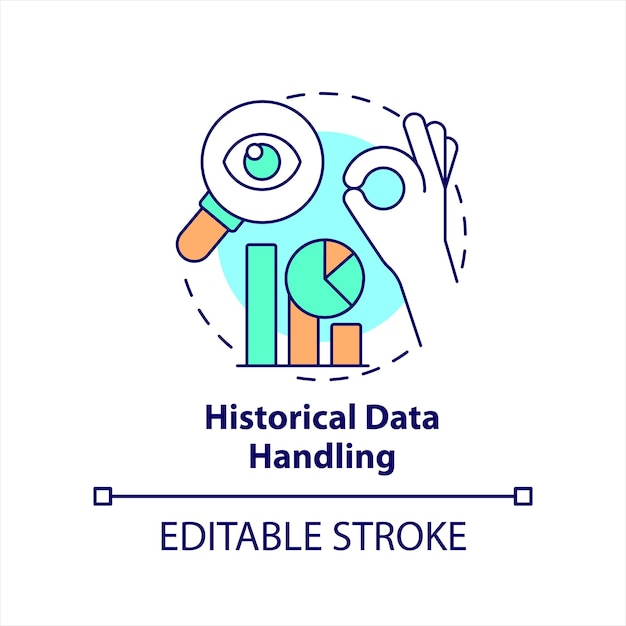 Historical Data
Handling
EDITABLE STROKE